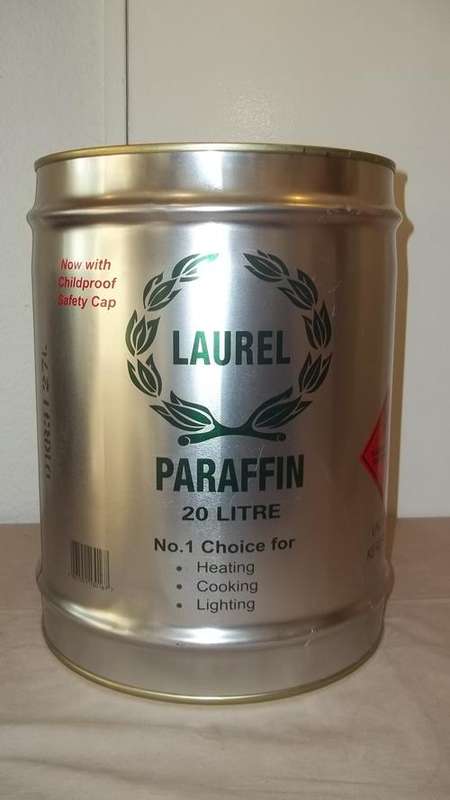 Now with
Childproof
Safety Cap
LAUREL
PARAFFIN
20 LITRE
No.1 Choice for
• Heating
• Cooking
• Lighting